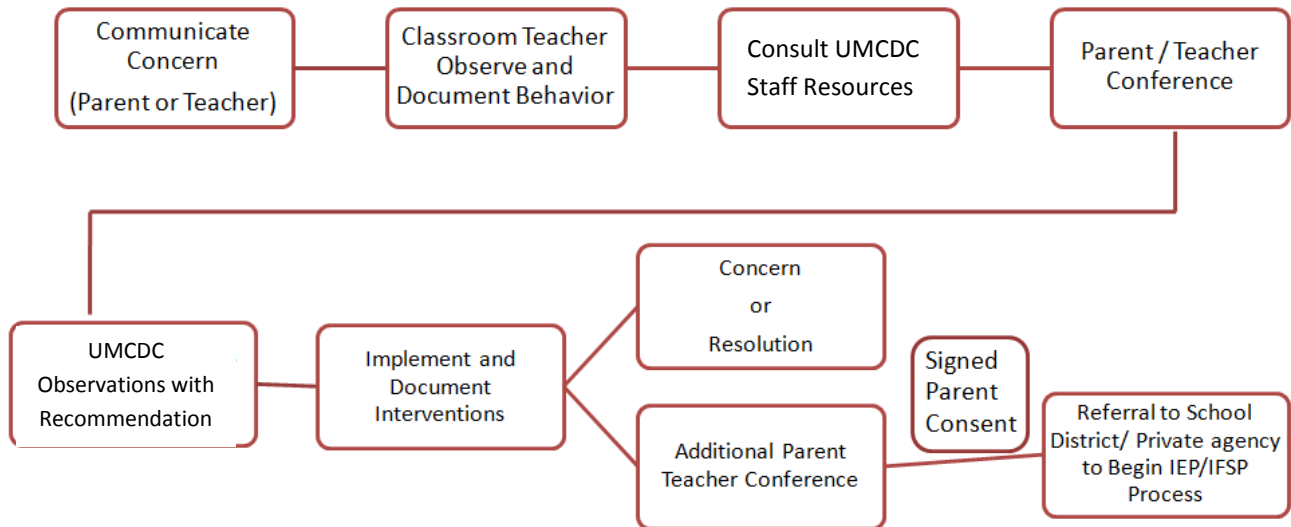 Communicate
Concern
(Parent or Teacher)
Classroom Teacher
Observe and
Document Behavior
Consult UMCDC
Staff Resources
Parent / Teacher
Conference
UMCDC
Observations with
Recommendation
Implement and
Document
Interventions
Concern
or
Resolution
Additional Parent
Teacher Conference
Signed
Parent
Consent
Referral to School
District/ Private agency
to Begin IEP/IFSP
Process